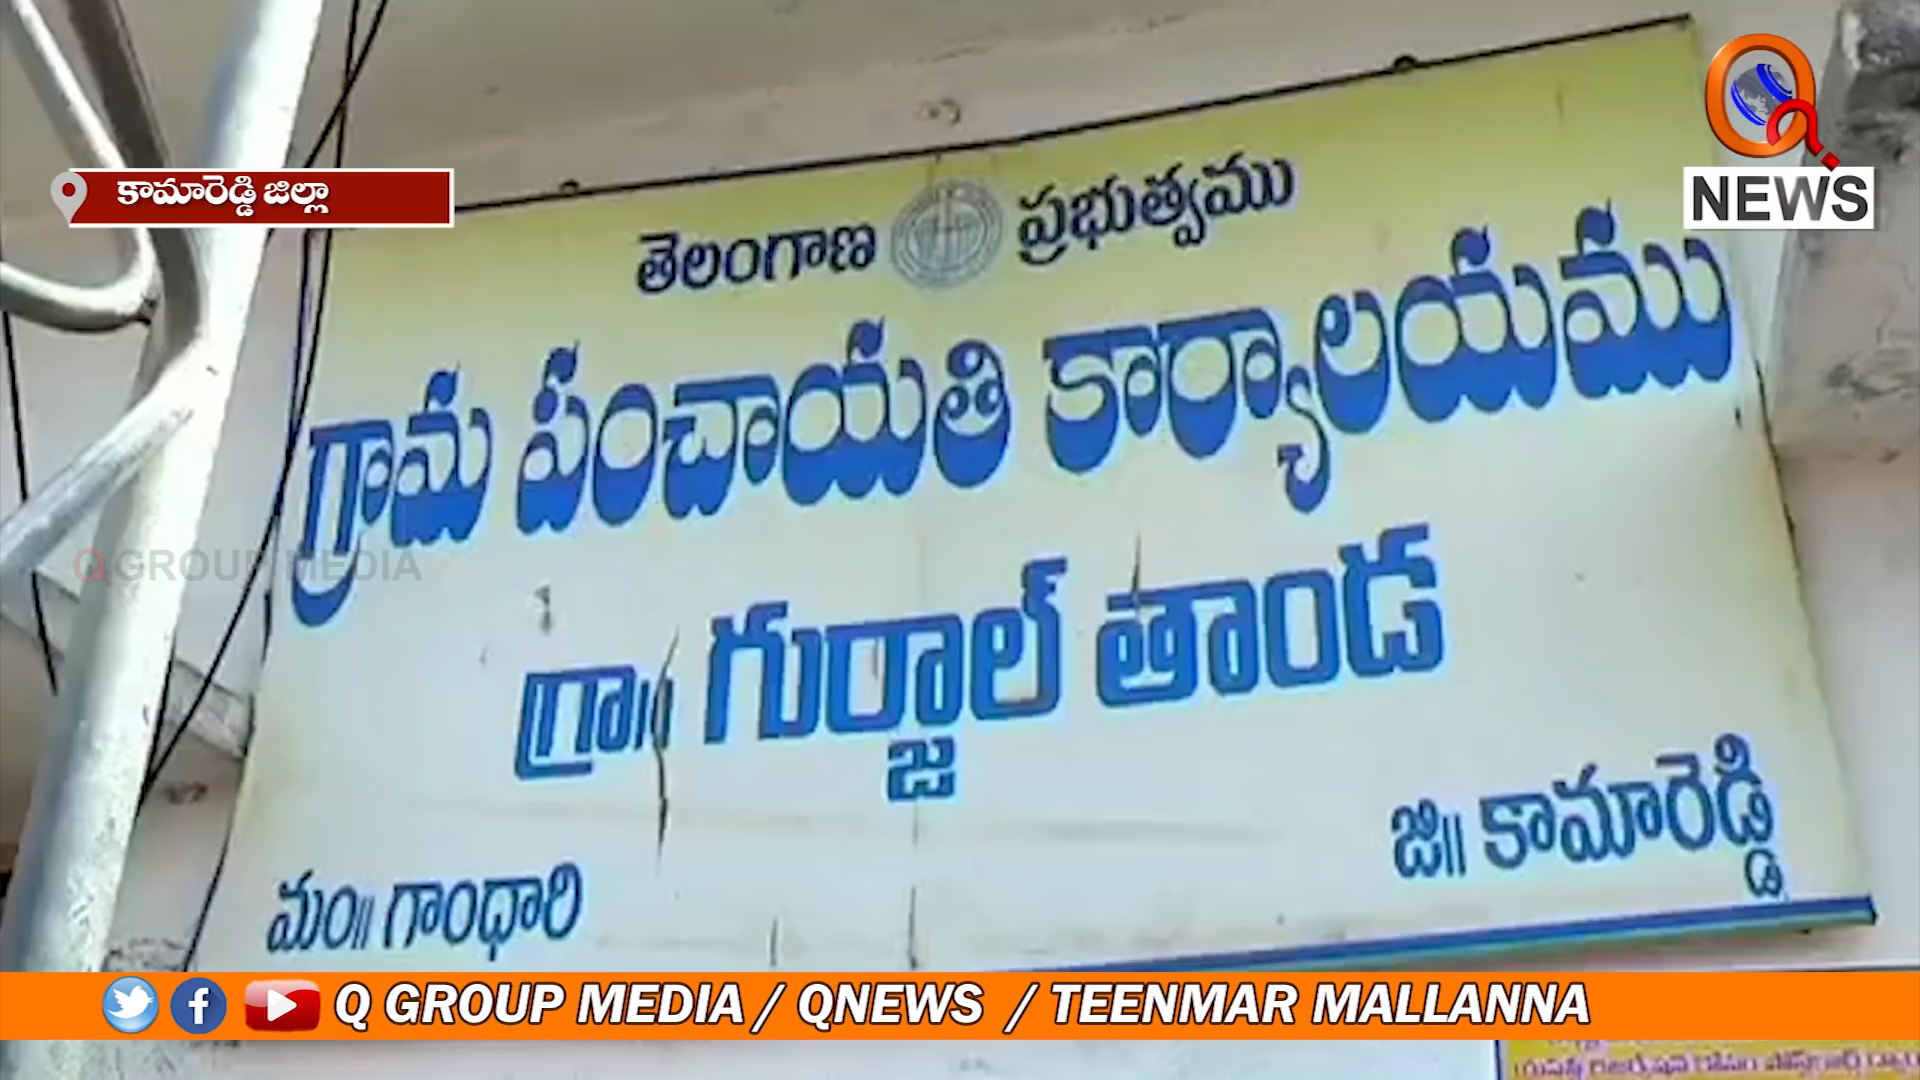 కామారెడ్డి జిల్లా
NEWS
తెలంగాణ ప్రభుత్వము
గ్రామ పంచాయతి కార్యాలయము
గ్రా॥ గుర్జాల్ తాండ
మం॥ గాంధారి
జి॥ కామారెడ్డి
Q GROUP MEDIA
Q GROUP MEDIA / QNEWS / TEENMAR MALLANNA